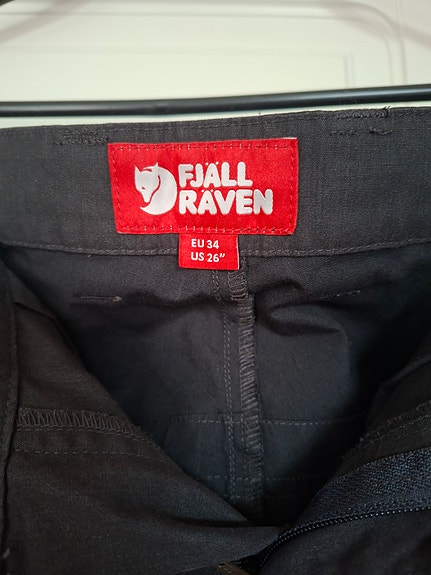 FJÄLL
RÄVEN
EU 34
US 26"